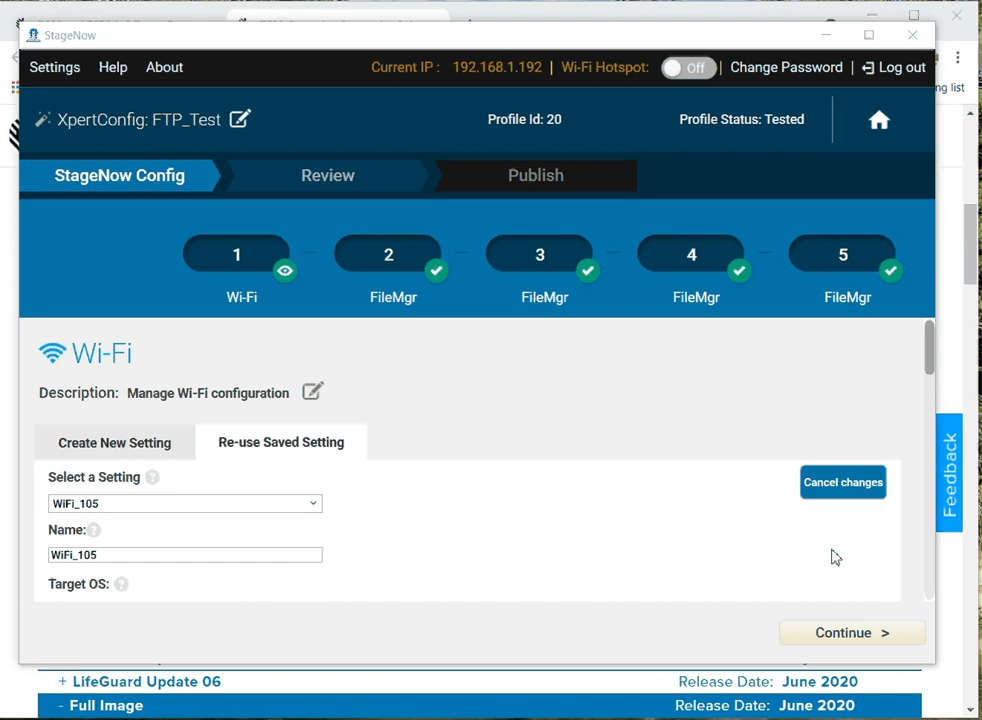 StageNow
Settings Help About Current IP : 192.168.1.192 | Wi-Fi Hotspot: Off | Change Password | Log out
ng list
XpertConfig: FTP_Test Profile Id: 20 Profile Status: Tested
StageNow Config Review Publish
1 2 3 4 5
Wi-Fi FileMgr FileMgr FileMgr FileMgr
Wi-Fi
Description: Manage Wi-Fi configuration
Create New Setting Re-use Saved Setting
Select a Setting ?
Cancel changes
WiFi_105
Name: ?
WiFi_105
Target OS: ?
Feedback
Continue >
+ LifeGuard Update 06 Release Date: June 2020
- Full Image Release Date: June 2020